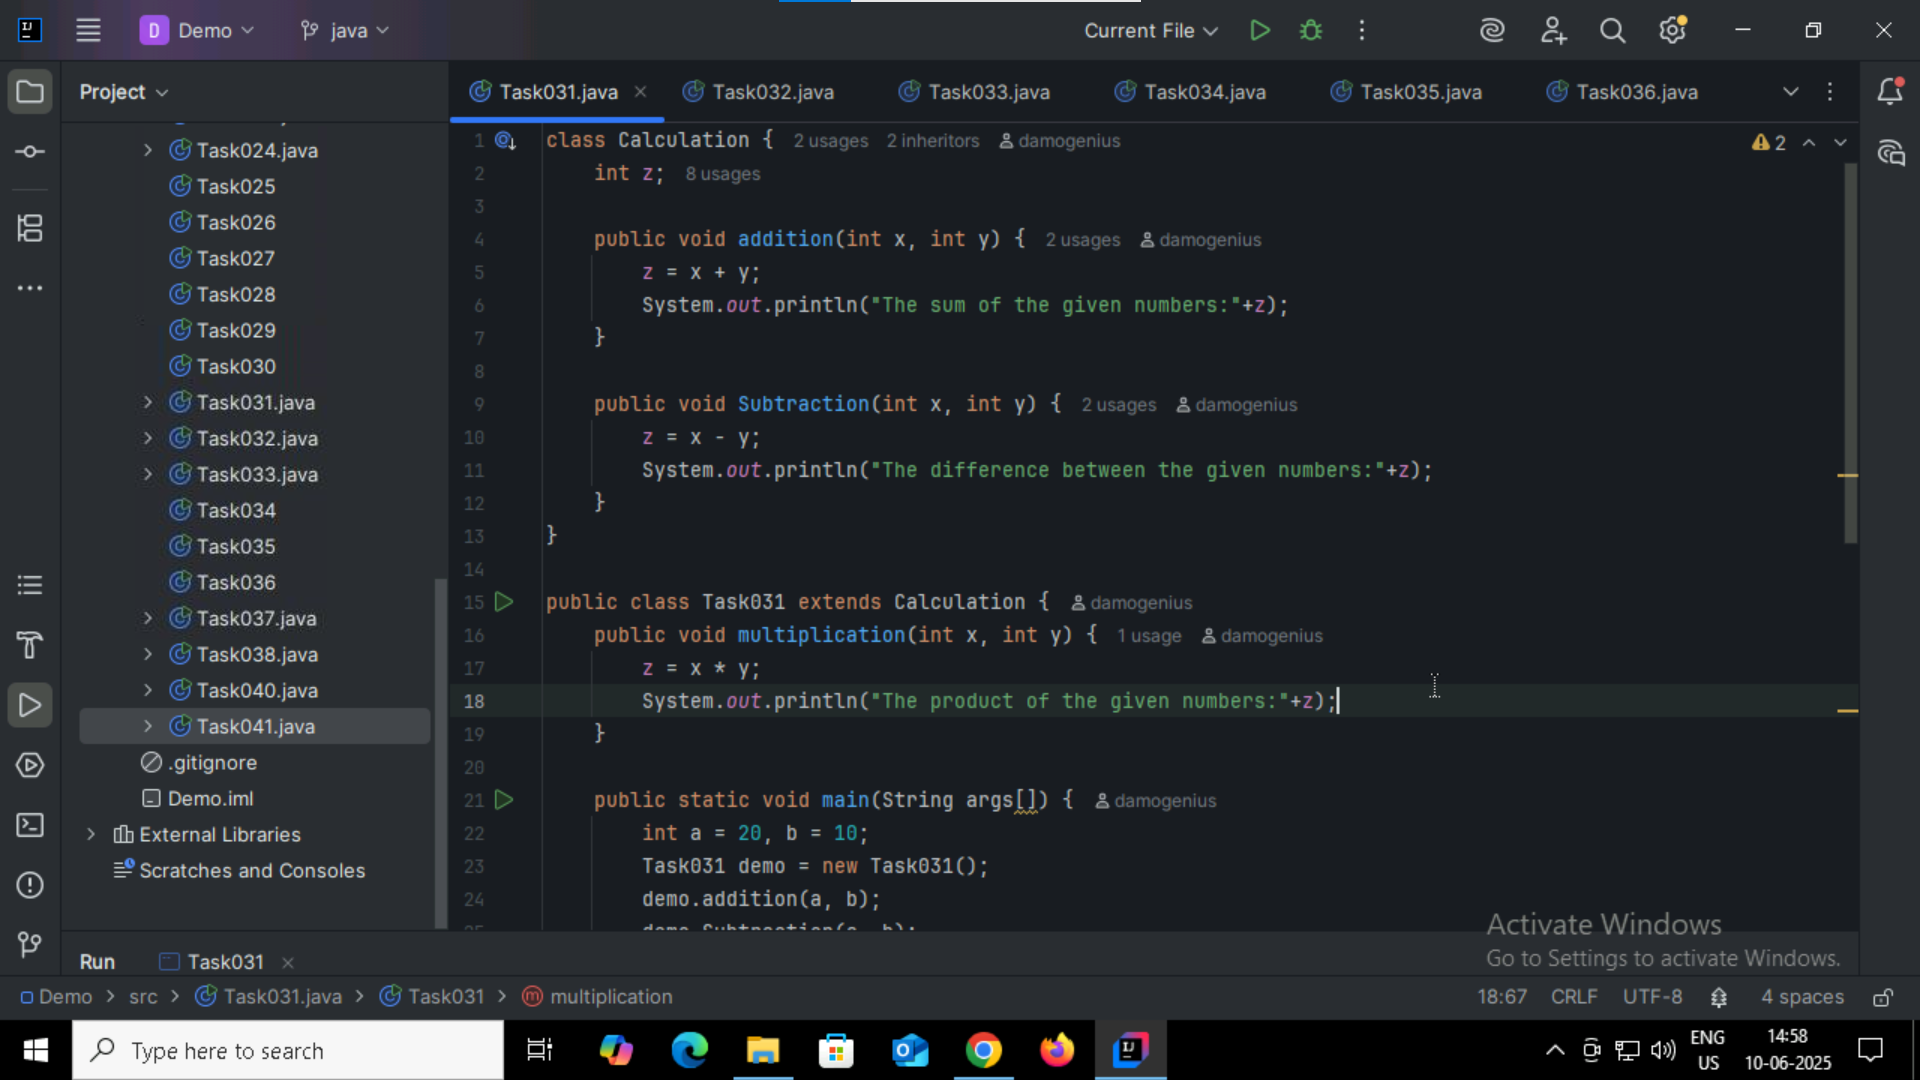 D Demo java Current File
Project
Task031.java Task032.java Task033.java Task034.java Task035.java Task036.java
Task024.java
Task025
Task026
Task027
Task028
Task029
Task030
Task031.java
Task032.java
Task033.java
Task034
Task035
Task036
Task037.java
Task038.java
Task040.java
Task041.java
.gitignore
Demo.iml
External Libraries
Scratches and Consoles
1 class Calculation { 2 usages 2 inheritors damogenius
2 int z; 8 usages
3
4 public void addition(int x, int y) { 2 usages damogenius
5 z = x + y;
6 System.out.println("The sum of the given numbers:"+z);
7 }
8
9 public void Subtraction(int x, int y) { 2 usages damogenius
10 z = x - y;
11 System.out.println("The difference between the given numbers:"+z);
12 }
13 }
14
15 public class Task031 extends Calculation { damogenius
16 public void multiplication(int x, int y) { 1 usage damogenius
17 z = x * y;
18 System.out.println("The product of the given numbers:"+z);
19 }
20
21 public static void main(String args[]) { damogenius
22 int a = 20, b = 10;
23 Task031 demo = new Task031();
24 demo.addition(a, b);
2
Activate Windows
Go to Settings to activate Windows.
Run Task031
Demo > src > Task031.java > Task031 > multiplication 18:67 CRLF UTF-8 4 spaces
Type here to search
ENG
US
14:58
10-06-2025